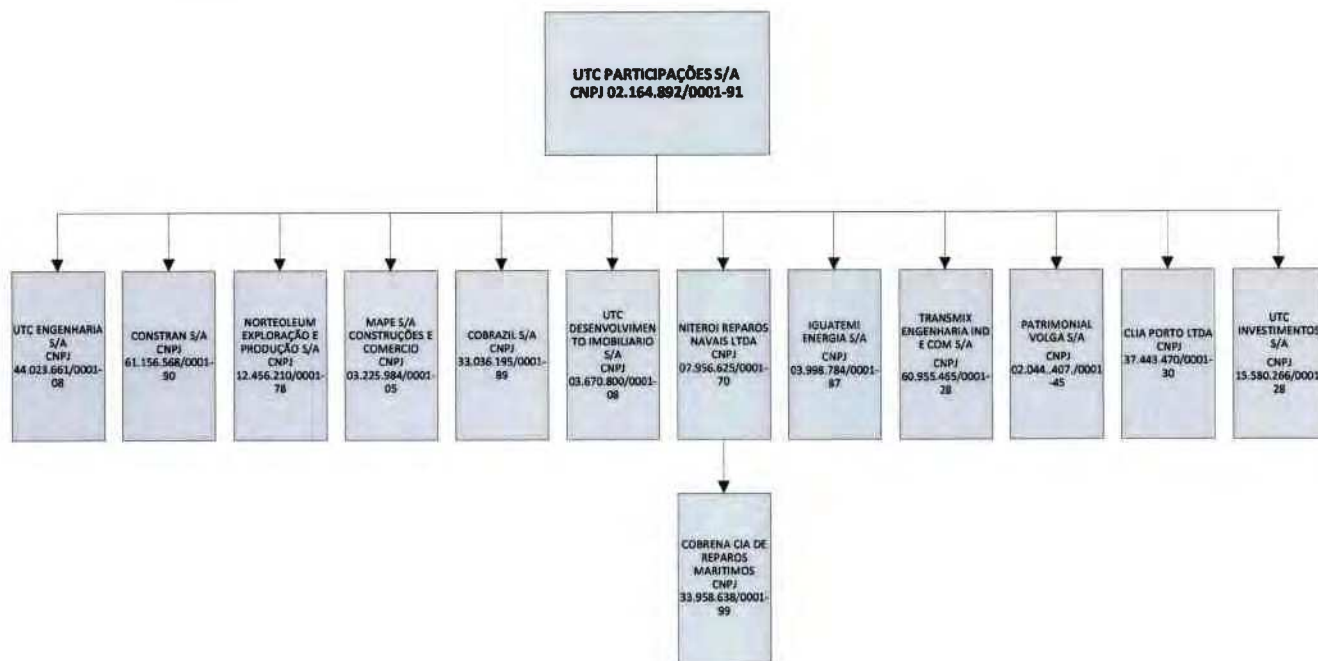 UTC PARTICIPAÇÕES S/A
CNPJ 02.164.892/0001-91
UTC ENGENHARIA
S/A
CNPJ
44.023.661/0001-
08
CONSTRAN S/A
CNPJ
61.156.568/0001-
90
NORTEOLEUM
EXPLORAÇÃO E
PRODUÇÃO S/A
CNPJ
12.456.210/0001-
78
MAPE S/A
CONSTRUÇÕES E
COMERCIO
CNPJ
03.225.984/0001-
05
COBRAZIL S/A
CNPJ
33.036.195/0001-
89
UTC
DESENVOLVIMEN
TO IMOBILIARIO
S/A
CNPJ
03.670.800/0001-
08
NITEROI REPAROS
NAVAIS LTDA
CNPJ
07.956.625/0001-
70
IGUATEMI
ENERGIA S/A
CNPJ
03.998.784/0001-
87
TRANSMIX
ENGENHARIA IND
E COM S/A
CNPJ
60.955.465/0001-
28
PATRIMONIAL
VOLGA S/A
CNPJ
02.044..407./0001
-45
CLIA PORTO LTDA
CNPJ
37.443.470/0001-
30
UTC
INVESTIMENTOS
S/A
CNPJ
15.580.266/0001
28
COBRENA CIA DE
REPAROS
MARITIMOS
CNPJ
33.958.638/0001-
99